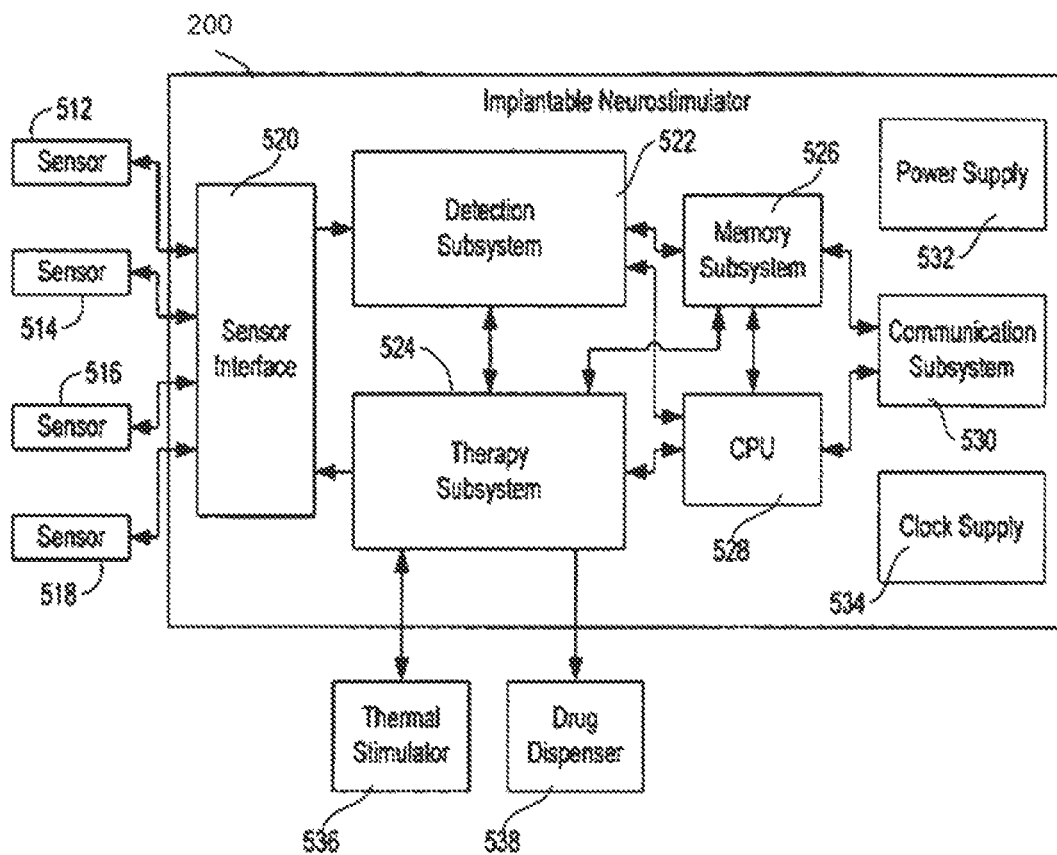 200
Implantable Neurostimulator
512
Sensor
520
522
526
Power Supply
532
Detection
Subsystem
Memory
Subsystem
Sensor
514
Sensor
Interface
524
Communication
Subsystem
530
516
Sensor
Therapy
Subsystem
CPU
528
Sensor
518
Clock Supply
534
Thermal
Stimulator
536
Drug
Dispenser
538